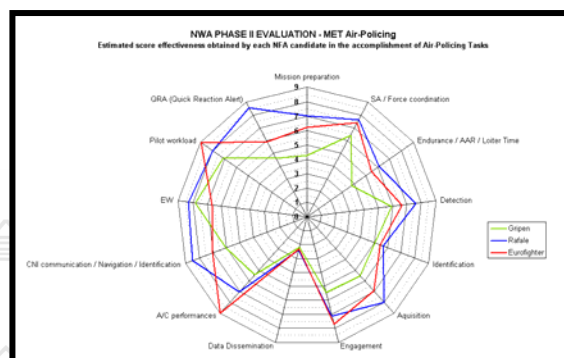 NWA PHASE II EVALUATION - MET Air-Policing
Estimated score effectiveness obtained by each NFA candidate in the accomplishment of Air-Policing Tasks
Mission preparation
QRA (Quick Reaction Alert)
SA / Force coordination
Pilot workload
Endurance / AAR / Loiter Time
EW
Detection
CNI communication / Navigation / Identification
Identification
A/C performances
Aquisition
Data Dissemination
Engagement
9
8
7
6
5
4
3
2
1
0
Gripen
Rafale
Eurofighter